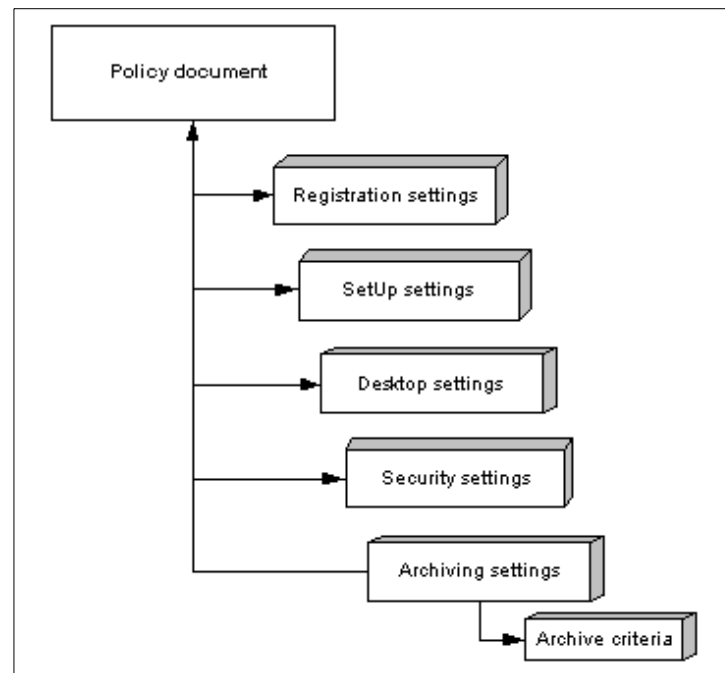 Policy document
Registration settings
SetUp settings
Desktop settings
Security settings
Archiving settings
Archive criteria